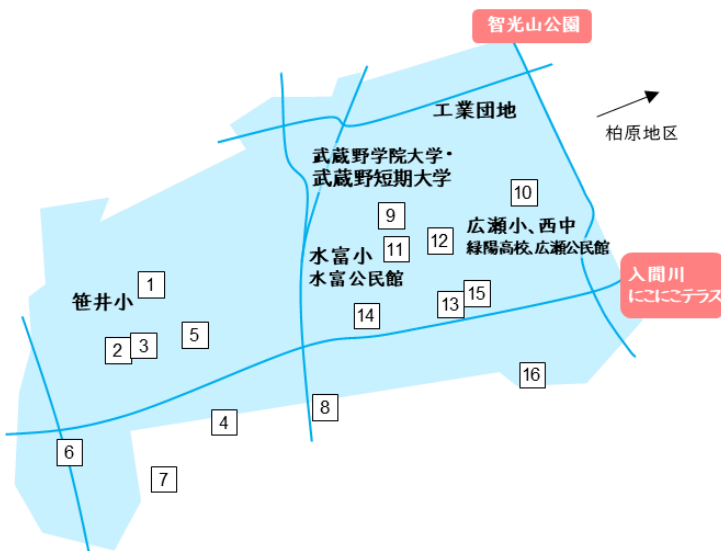 智光山公園
工業団地
柏原地区
武蔵野学院大学・
武蔵野短期大学
10
9
広瀬小、西中
緑陽高校、広瀬公民館
12
11
水富小
水富公民館
入間川
にこにこテラス
1
笹井小
15
13
14
5
3
2
16
8
4
6
7